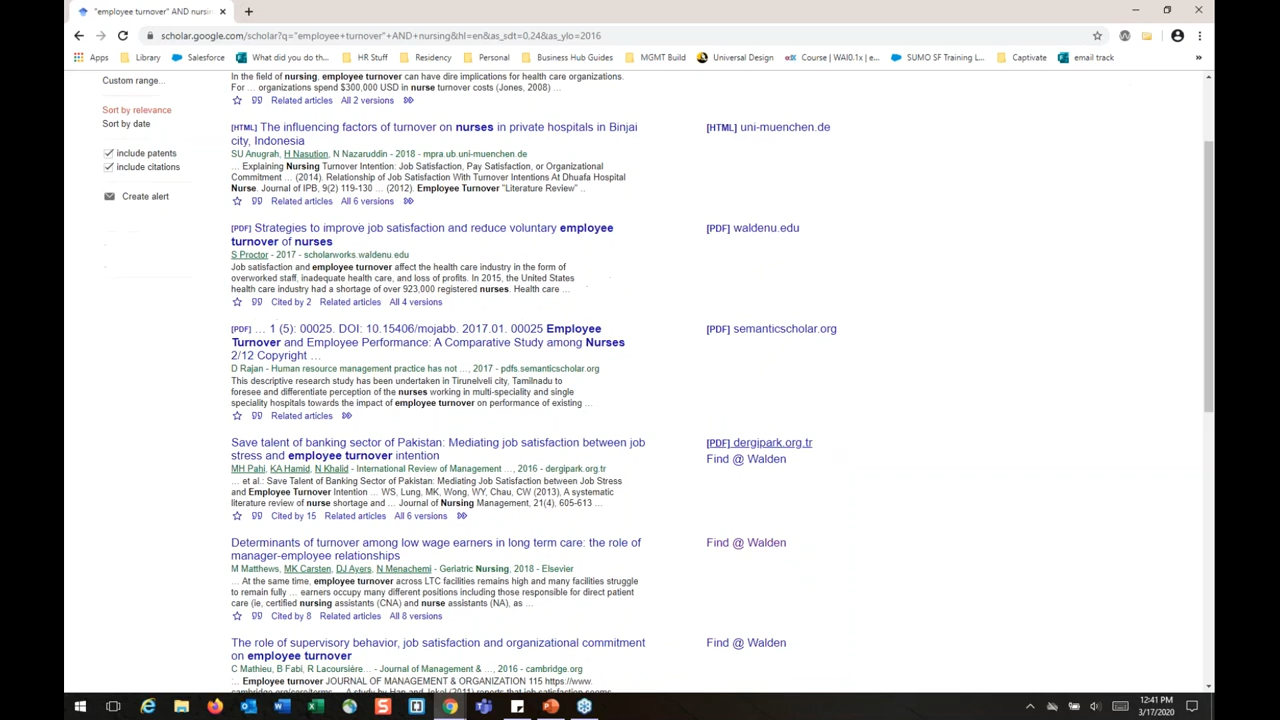 "employee turnover" AND nursin
scholar.google.com/scholar?q="employee+turnover"+AND+nursing&hl=en&as_sdt=0,24&as_ylo=2016
Apps Library Salesforce What did you do th... HR Stuff Residency Personal Business Hub Guides MGMT Build Universal Design Course | WAI0.1x | e... SUMO SF Training L... Captivate email track
Custom range...
Sort by relevance
Sort by date
include patents
include citations
Create alert
In the field of nursing, employee turnover can have dire implications for health care organizations.
For ... organizations spend $300,000 USD in nurse turnover costs (Jones, 2008) ...
Related articles All 2 versions
[HTML] The influencing factors of turnover on nurses in private hospitals in Binjai
city, Indonesia
SU Anugrah, H Nasution, N Nazaruddin - 2018 - mpra.ub.uni-muenchen.de
... Explaining Nursing Turnover Intention: Job Satisfaction, Pay Satisfaction, or Organizational
Commitment ... (2014). Relationship of Job Satisfaction With Turnover Intentions At Dhuafa Hospital
Nurse. Journal of IPB, 9(2) 119-130 ... (2012). Employee Turnover "Literature Review" ..
Related articles All 6 versions
[HTML] uni-muenchen.de
[PDF] Strategies to improve job satisfaction and reduce voluntary employee
turnover of nurses
S Proctor - 2017 - scholarworks.waldenu.edu
Job satisfaction and employee turnover affect the health care industry in the form of
overworked staff, inadequate health care, and loss of profits. In 2015, the United States
health care industry had a shortage of over 923,000 registered nurses. Health care ...
Cited by 2 Related articles All 4 versions
[PDF] waldenu.edu
[PDF] ... 1 (5): 00025. DOI: 10.15406/mojabb. 2017.01. 00025 Employee
Turnover and Employee Performance: A Comparative Study among Nurses
2/12 Copyright ...
D Rajan - Human resource management practice has not ..., 2017 - pdfs.semanticscholar.org
This descriptive research study has been undertaken in Tirunelveli city, Tamilnadu to
foresee and differentiate perception of the nurses working in multi-speciality and single
speciality hospitals towards the impact of employee turnover on performance of existing ...
Related articles
[PDF] semanticscholar.org
Save talent of banking sector of Pakistan: Mediating job satisfaction between job
stress and employee turnover intention
MH Pahi, KA Hamid, N Khalid - International Review of Management ..., 2016 - dergipark.org.tr
... et al.: Save Talent of Banking Sector of Pakistan: Mediating Job Satisfaction between Job Stress
and Employee Turnover Intention ... WS, Lung, MK, Wong, WY, Chau, CW (2013), A systematic
literature review of nurse shortage and ... Journal of Nursing Management, 21(4), 605-613 ...
Cited by 15 Related articles All 6 versions
[PDF] dergipark.org.tr
Find @ Walden
Determinants of turnover among low wage earners in long term care: the role of
manager-employee relationships
M Matthews, MK Carsten, DJ Ayers, N Menachemi - Geriatric Nursing, 2018 - Elsevier
... At the same time, employee turnover across LTC facilities remains high and many facilities struggle
to remain fully ... earners occupy many different positions including those responsible for direct patient
care (ie, certified nursing assistants (CNA) and nurse assistants (NA), as ...
Cited by 8 Related articles All 8 versions
Find @ Walden
The role of supervisory behavior, job satisfaction and organizational commitment
on employee turnover
C Mathieu, B Fabi, R Lacoursière... - Journal of Management & ..., 2016 - cambridge.org
... Employee turnover JOURNAL OF MANAGEMENT & ORGANIZATION 115 https://www.
cambridge.org/core/terms ... A study by Han and Jekel (2011) reports that job satisfaction seems
Find @ Walden
12:41 PM
3/17/2020